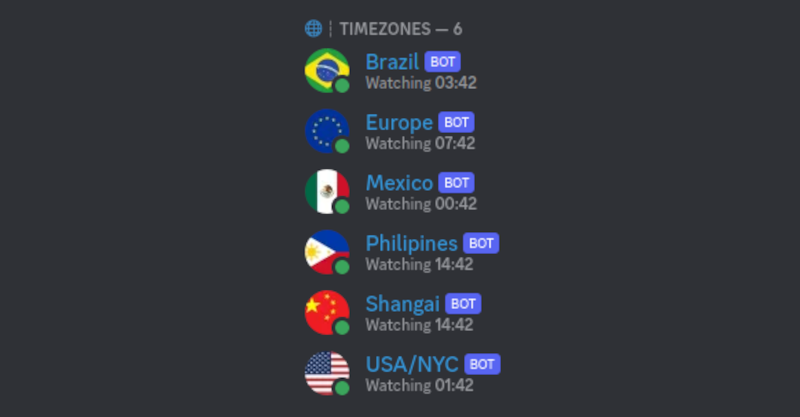 TIMEZONES — 6
Brazil BOT
Watching 03:42
Europe BOT
Watching 07:42
Mexico BOT
Watching 00:42
Philipines BOT
Watching 14:42
Shangai BOT
Watching 14:42
USA/NYC BOT
Watching 01:42